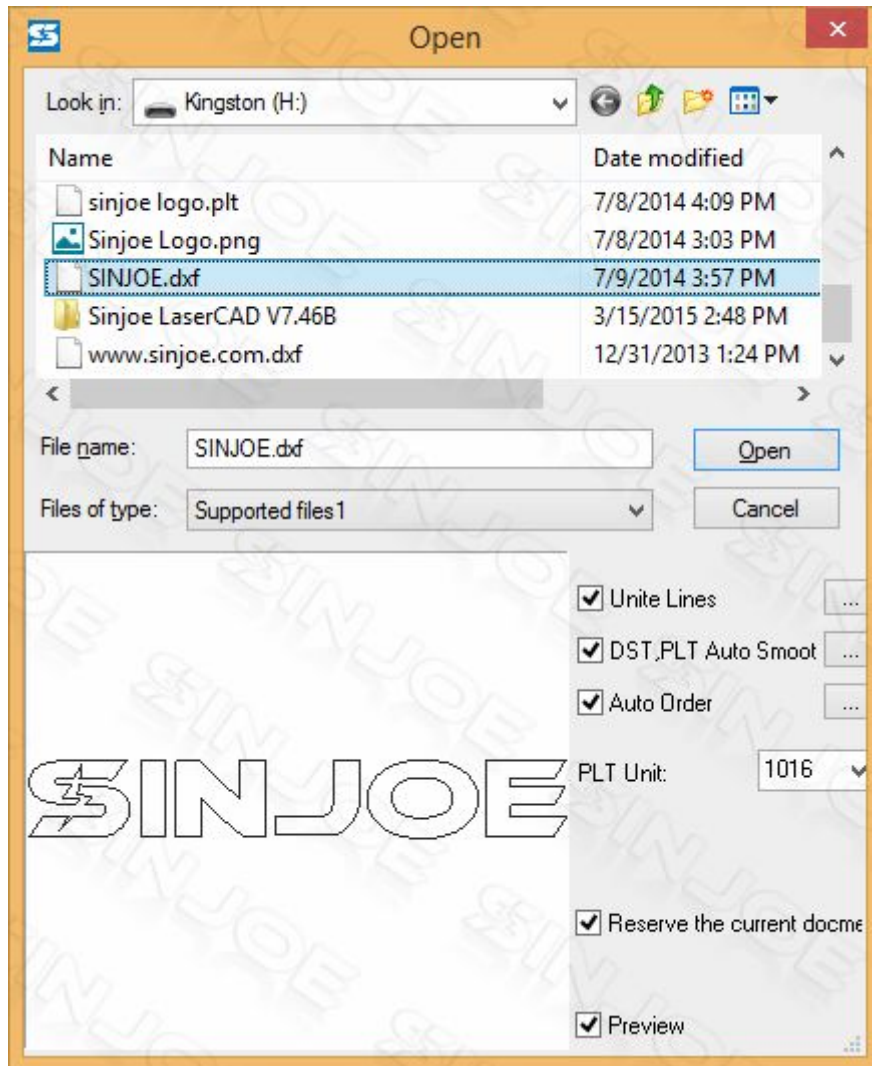 Open
Look in: Kingston (H:)
Name Date modified
sinjoe logo.plt 7/8/2014 4:09 PM
Sinjoe Logo.png 7/8/2014 3:03 PM
SINJOE.dxf 7/9/2014 3:57 PM
Sinjoe LaserCAD V7.46B 3/15/2015 2:48 PM
www.sinjoe.com.dxf 12/31/2013 1:24 PM
File name: SINJOE.dxf Open
Files of type: Supported files1 Cancel
Unite Lines ...
DST,PLT Auto Smoot ...
Auto Order ...
SINJOE
PLT Unit: 1016
Reserve the current docme
Preview